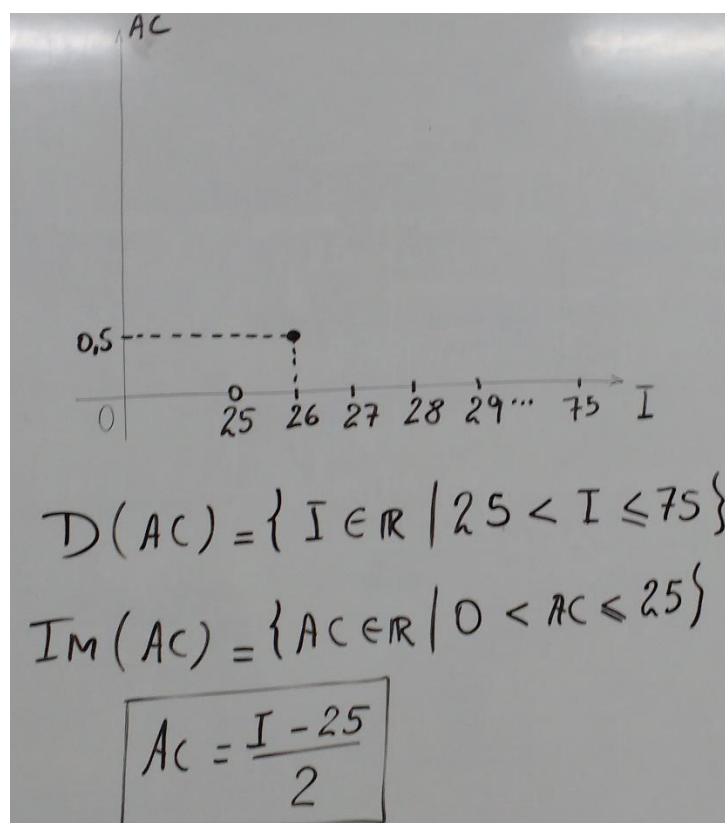 AC
0,5
0 25 26 27 28 29... 75 I
D(AC) = { I ∈ ℝ | 25 < I ⩽ 75}
IM(AC) = {AC ∈ ℝ | 0 < AC ⩽ 25}
AC = (I - 25)/2